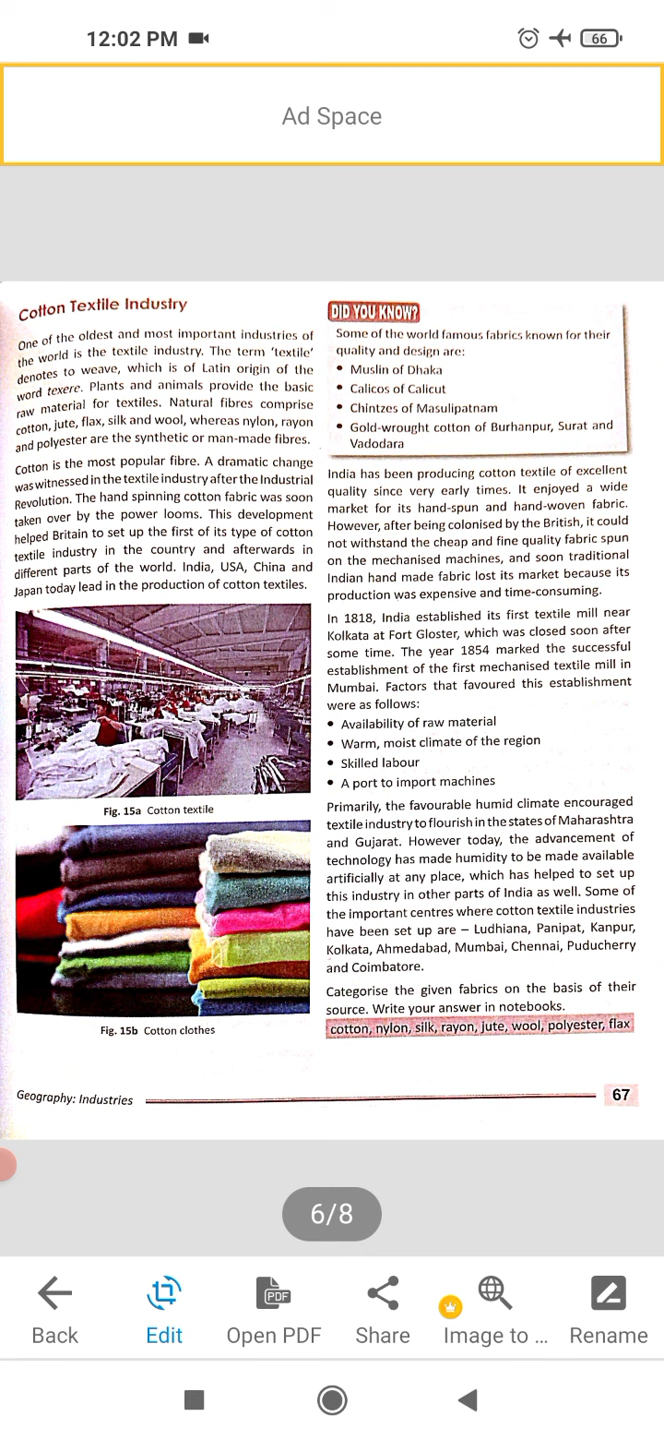 12:02 PM
66
Ad Space
Cotton Textile Industry
One of the oldest and most important industries of
the world is the textile industry. The term ‘textile’
denotes to weave, which is of Latin origin of the
word texere. Plants and animals provide the basic
raw material for textiles. Natural fibres comprise
cotton, jute, flax, silk and wool, whereas nylon, rayon
and polyester are the synthetic or man-made fibres.
Cotton is the most popular fibre. A dramatic change
was witnessed in the textile industry after the Industrial
Revolution. The hand spinning cotton fabric was soon
taken over by the power looms. This development
helped Britain to set up the first of its type of cotton
textile industry in the country and afterwards in
different parts of the world. India, USA, China and
Japan today lead in the production of cotton textiles.
Fig. 15a Cotton textile
Fig. 15b Cotton clothes
DID YOU KNOW?
Some of the world famous fabrics known for their
quality and design are:
• Muslin of Dhaka
• Calicos of Calicut
• Chintzes of Masulipatnam
• Gold-wrought cotton of Burhanpur, Surat and
Vadodara
India has been producing cotton textile of excellent
quality since very early times. It enjoyed a wide
market for its hand-spun and hand-woven fabric.
However, after being colonised by the British, it could
not withstand the cheap and fine quality fabric spun
on the mechanised machines, and soon traditional
Indian hand made fabric lost its market because its
production was expensive and time-consuming.
In 1818, India established its first textile mill near
Kolkata at Fort Gloster, which was closed soon after
some time. The year 1854 marked the successful
establishment of the first mechanised textile mill in
Mumbai. Factors that favoured this establishment
were as follows:
• Availability of raw material
• Warm, moist climate of the region
• Skilled labour
• A port to import machines
Primarily, the favourable humid climate encouraged
textile industry to flourish in the states of Maharashtra
and Gujarat. However today, the advancement of
technology has made humidity to be made available
artificially at any place, which has helped to set up
this industry in other parts of India as well. Some of
the important centres where cotton textile industries
have been set up are – Ludhiana, Panipat, Kanpur,
Kolkata, Ahmedabad, Mumbai, Chennai, Puducherry
and Coimbatore.
Categorise the given fabrics on the basis of their
source. Write your answer in notebooks.
cotton, nylon, silk, rayon, jute, wool, polyester, flax
Geography: Industries
67
6/8
PDF
Back
Edit
Open PDF
Share
Image to ...
Rename